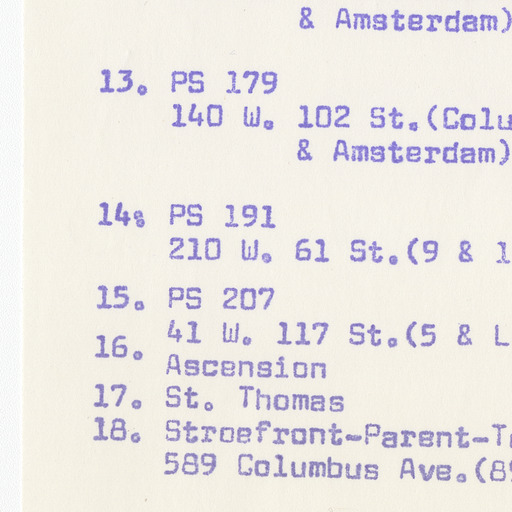 & Amsterdam)
13. PS 179
140 W. 102 St.(Colu
& Amsterdam)
14. PS 191
210 W. 61 St.(9 & 1
15. PS 207
41 W. 117 St.(5 & L
16. Ascension
17. St. Thomas
18. Stroefront-Parent-T
589 Columbus Ave.(8